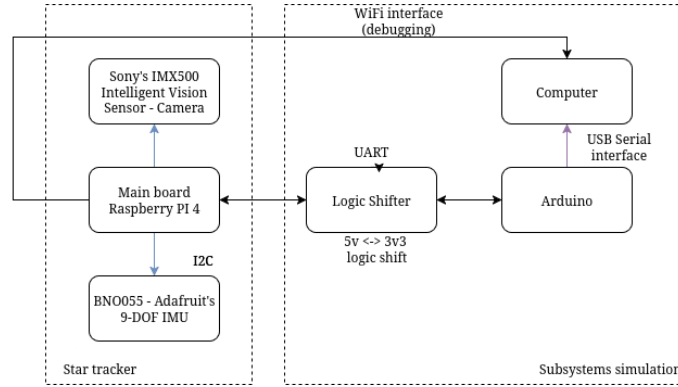 WiFi interface
(debugging)
Sony's IMX500
Intelligent Vision
Sensor - Camera
Computer
UART
USB Serial
interface
Main board
Raspberry PI 4
Logic Shifter
Arduino
5v <-> 3v3
logic shift
I2C
BNO055 - Adafruit's
9-DOF IMU
Star tracker
Subsystems simulation